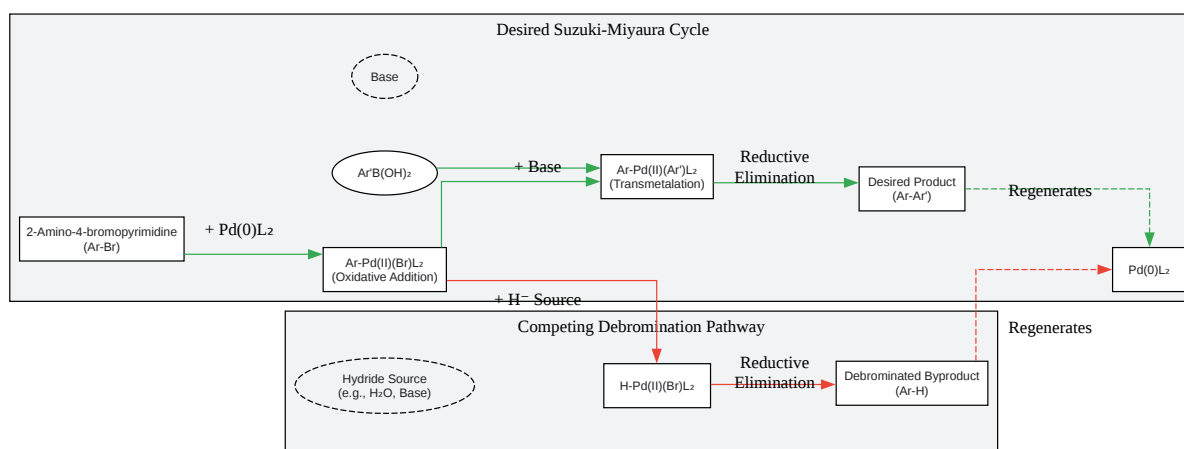 Desired Suzuki-Miyaura Cycle
Base
Ar'B(OH)₂
+ Base
Ar-Pd(II)(Ar')L₂
(Transmetalation)
Reductive
Elimination
Desired Product
(Ar-Ar')
Regenerates
2-Amino-4-bromopyrimidine
(Ar-Br)
+ Pd(0)L₂
Ar-Pd(II)(Br)L₂
(Oxidative Addition)
Pd(0)L₂
+ H⁻ Source
Competing Debromination Pathway
Regenerates
Hydride Source
(e.g., H₂O, Base)
H-Pd(II)(Br)L₂
Reductive
Elimination
Debrominated Byproduct
(Ar-H)